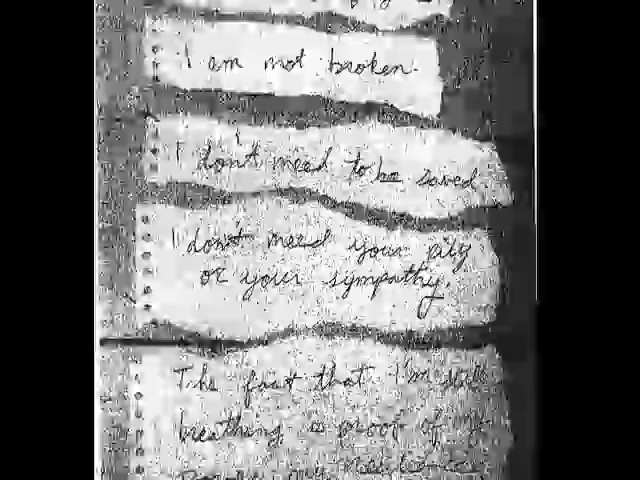 I am not broken.
I don't need to be saved.
I don't need your pity
or your sympathy.
The fact that I'm still
breathing is proof of my